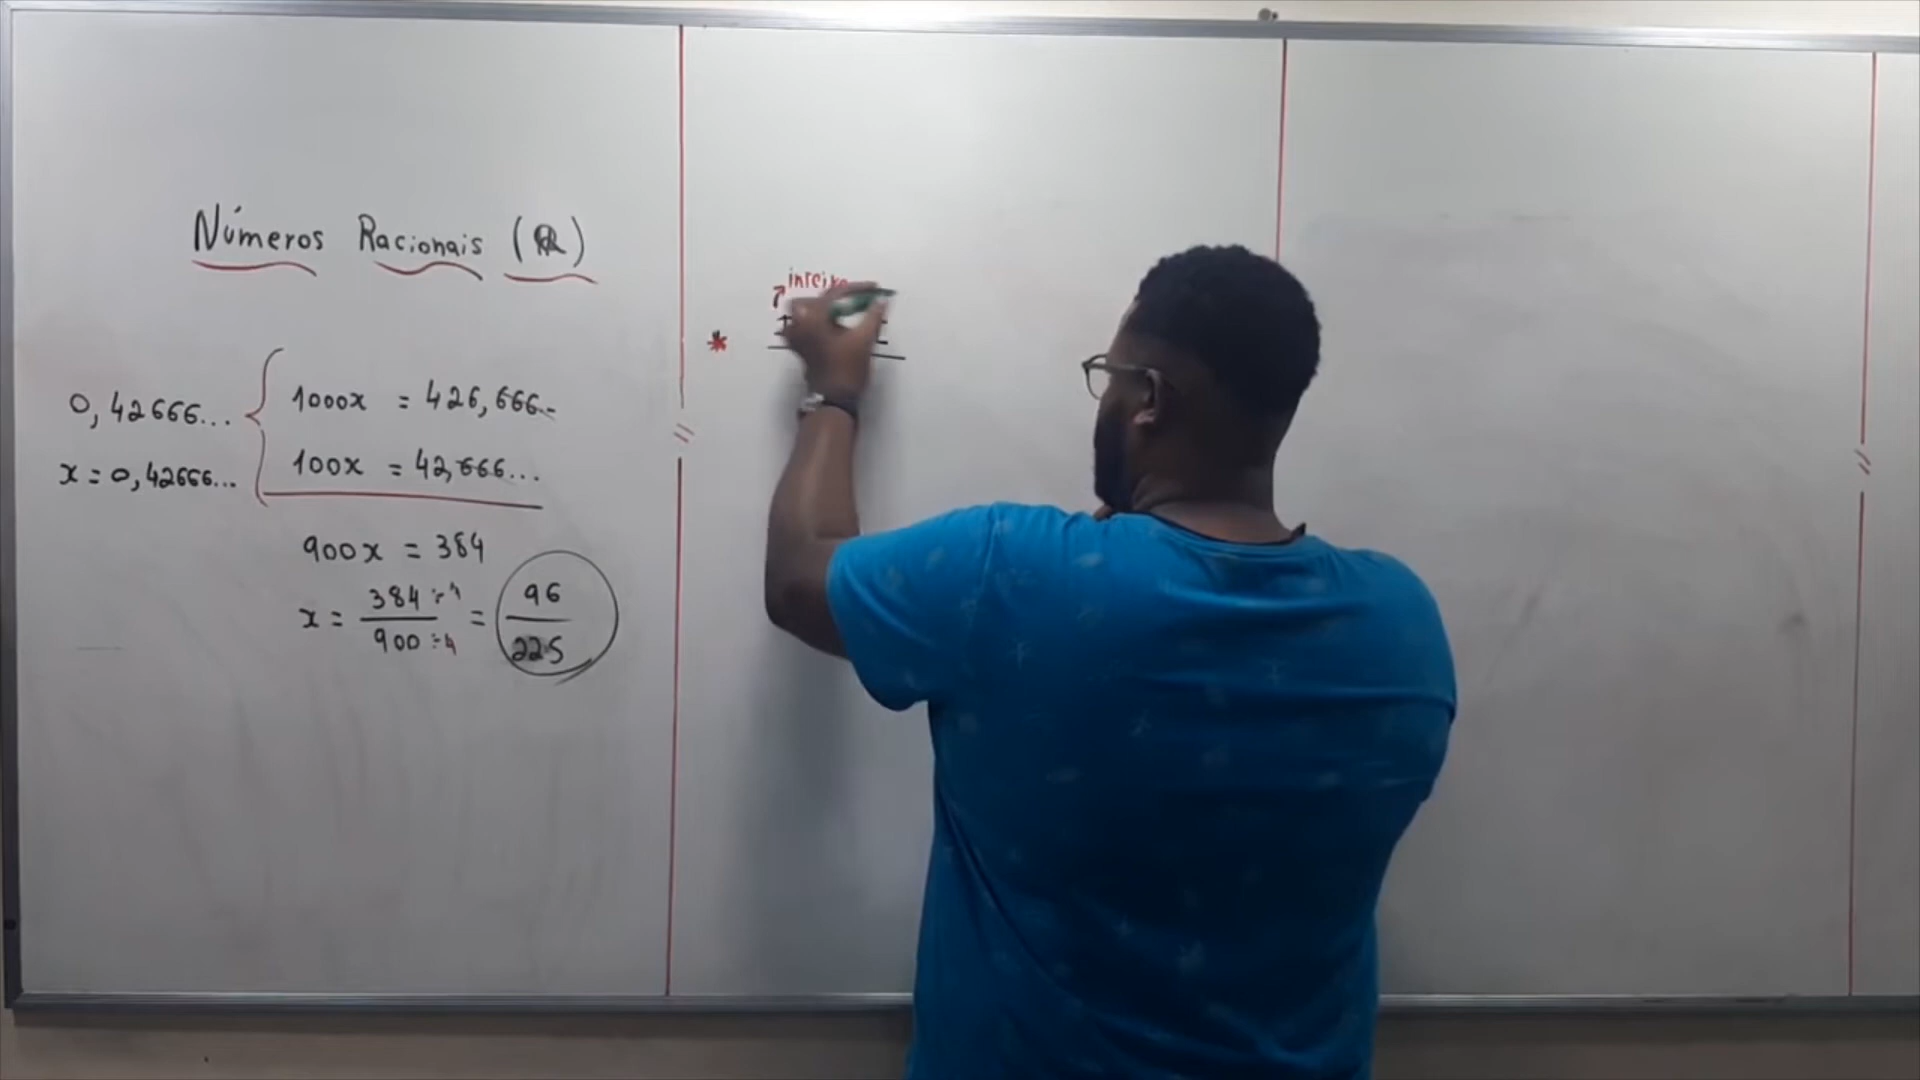 Números Racionais (Q)
0,42666...
x = 0,42666...
1000x = 426,666...
100x = 42,666...
900x = 384
x = 384 ÷4 / 900 ÷4 = 96 / 225
*